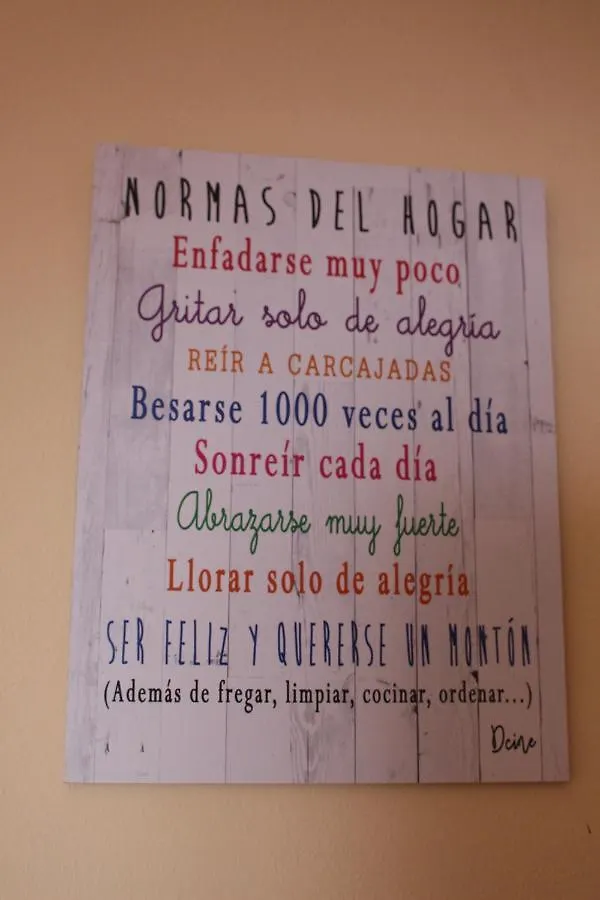 NORMAS DEL HOGAR
Enfadarse muy poco
Gritar solo de alegría
REÍR A CARCAJADAS
Besarse 1000 veces al día
Sonreír cada día
Abrazarse muy fuerte
Llorar solo de alegría
SER FELIZ Y QUERERSE UN MONTÓN
(Además de fregar, limpiar, cocinar, ordenar...)
Dcine